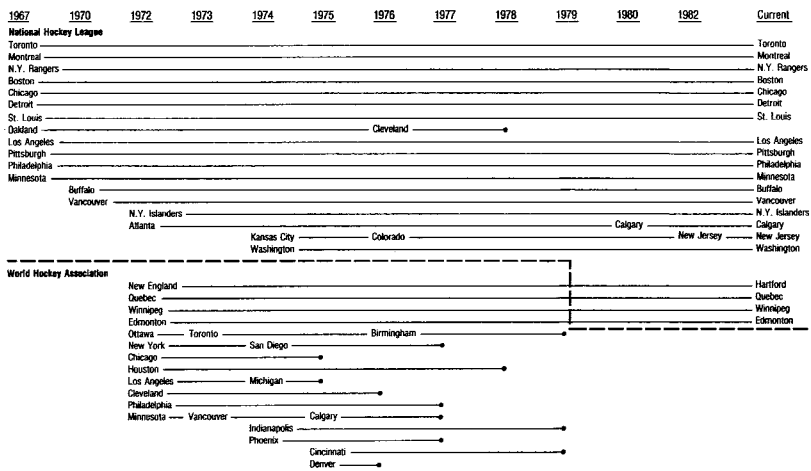 1967 1970 1972 1973 1974 1975 1976 1977 1978 1979 1980 1982 Current
National Hockey League
Toronto Toronto
Montreal Montreal
N.Y. Rangers N.Y. Rangers
Boston Boston
Chicago Chicago
Detroit Detroit
St. Louis St. Louis
Oakland Cleveland
Los Angeles Los Angeles
Pittsburgh Pittsburgh
Philadelphia Philadelphia
Minnesota Minnesota
Buffalo Buffalo
Vancouver Vancouver
N.Y. Islanders N.Y. Islanders
Atlanta Calgary Calgary
Kansas City Colorado New Jersey New Jersey
Washington Washington
World Hockey Association
New England Hartford
Quebec Quebec
Winnipeg Winnipeg
Edmonton Edmonton
Ottawa Toronto Birmingham
New York San Diego
Chicago
Houston
Los Angeles Michigan
Cleveland
Philadelphia
Minnesota Vancouver Calgary
Indianapolis
Phoenix
Cincinnati
Denver